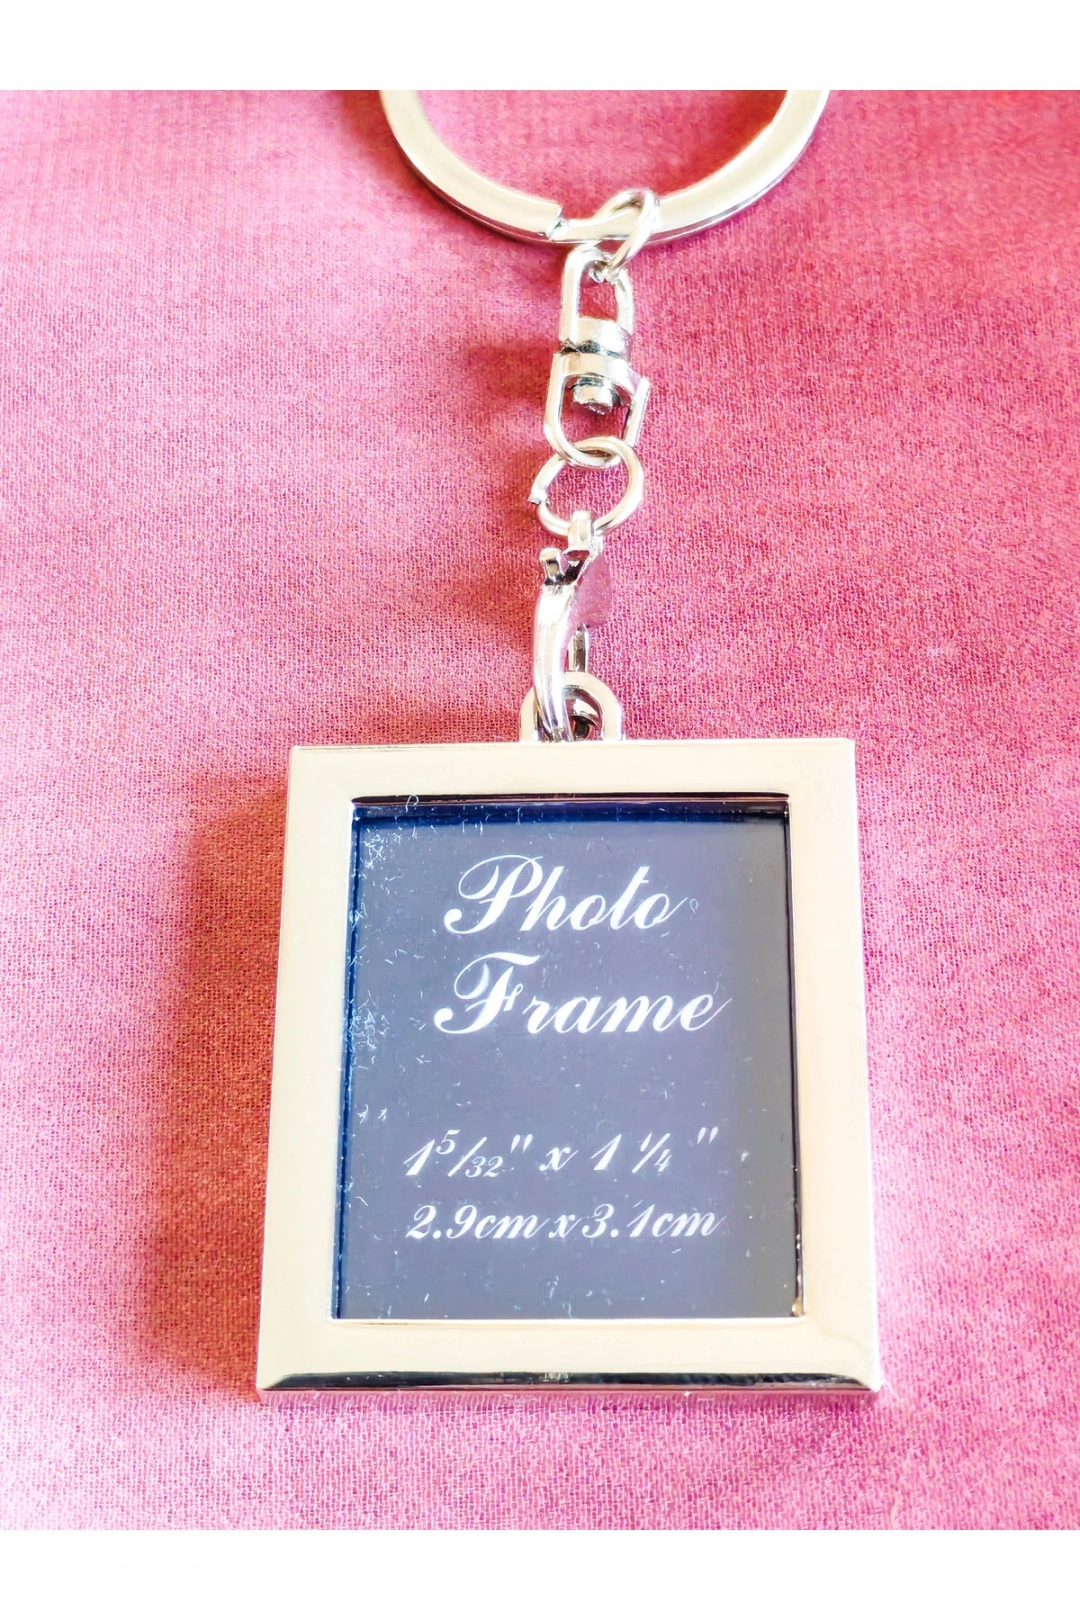 Photo
Frame
1 5/32" x 1 1/4 "
2.9cm x 3.1cm